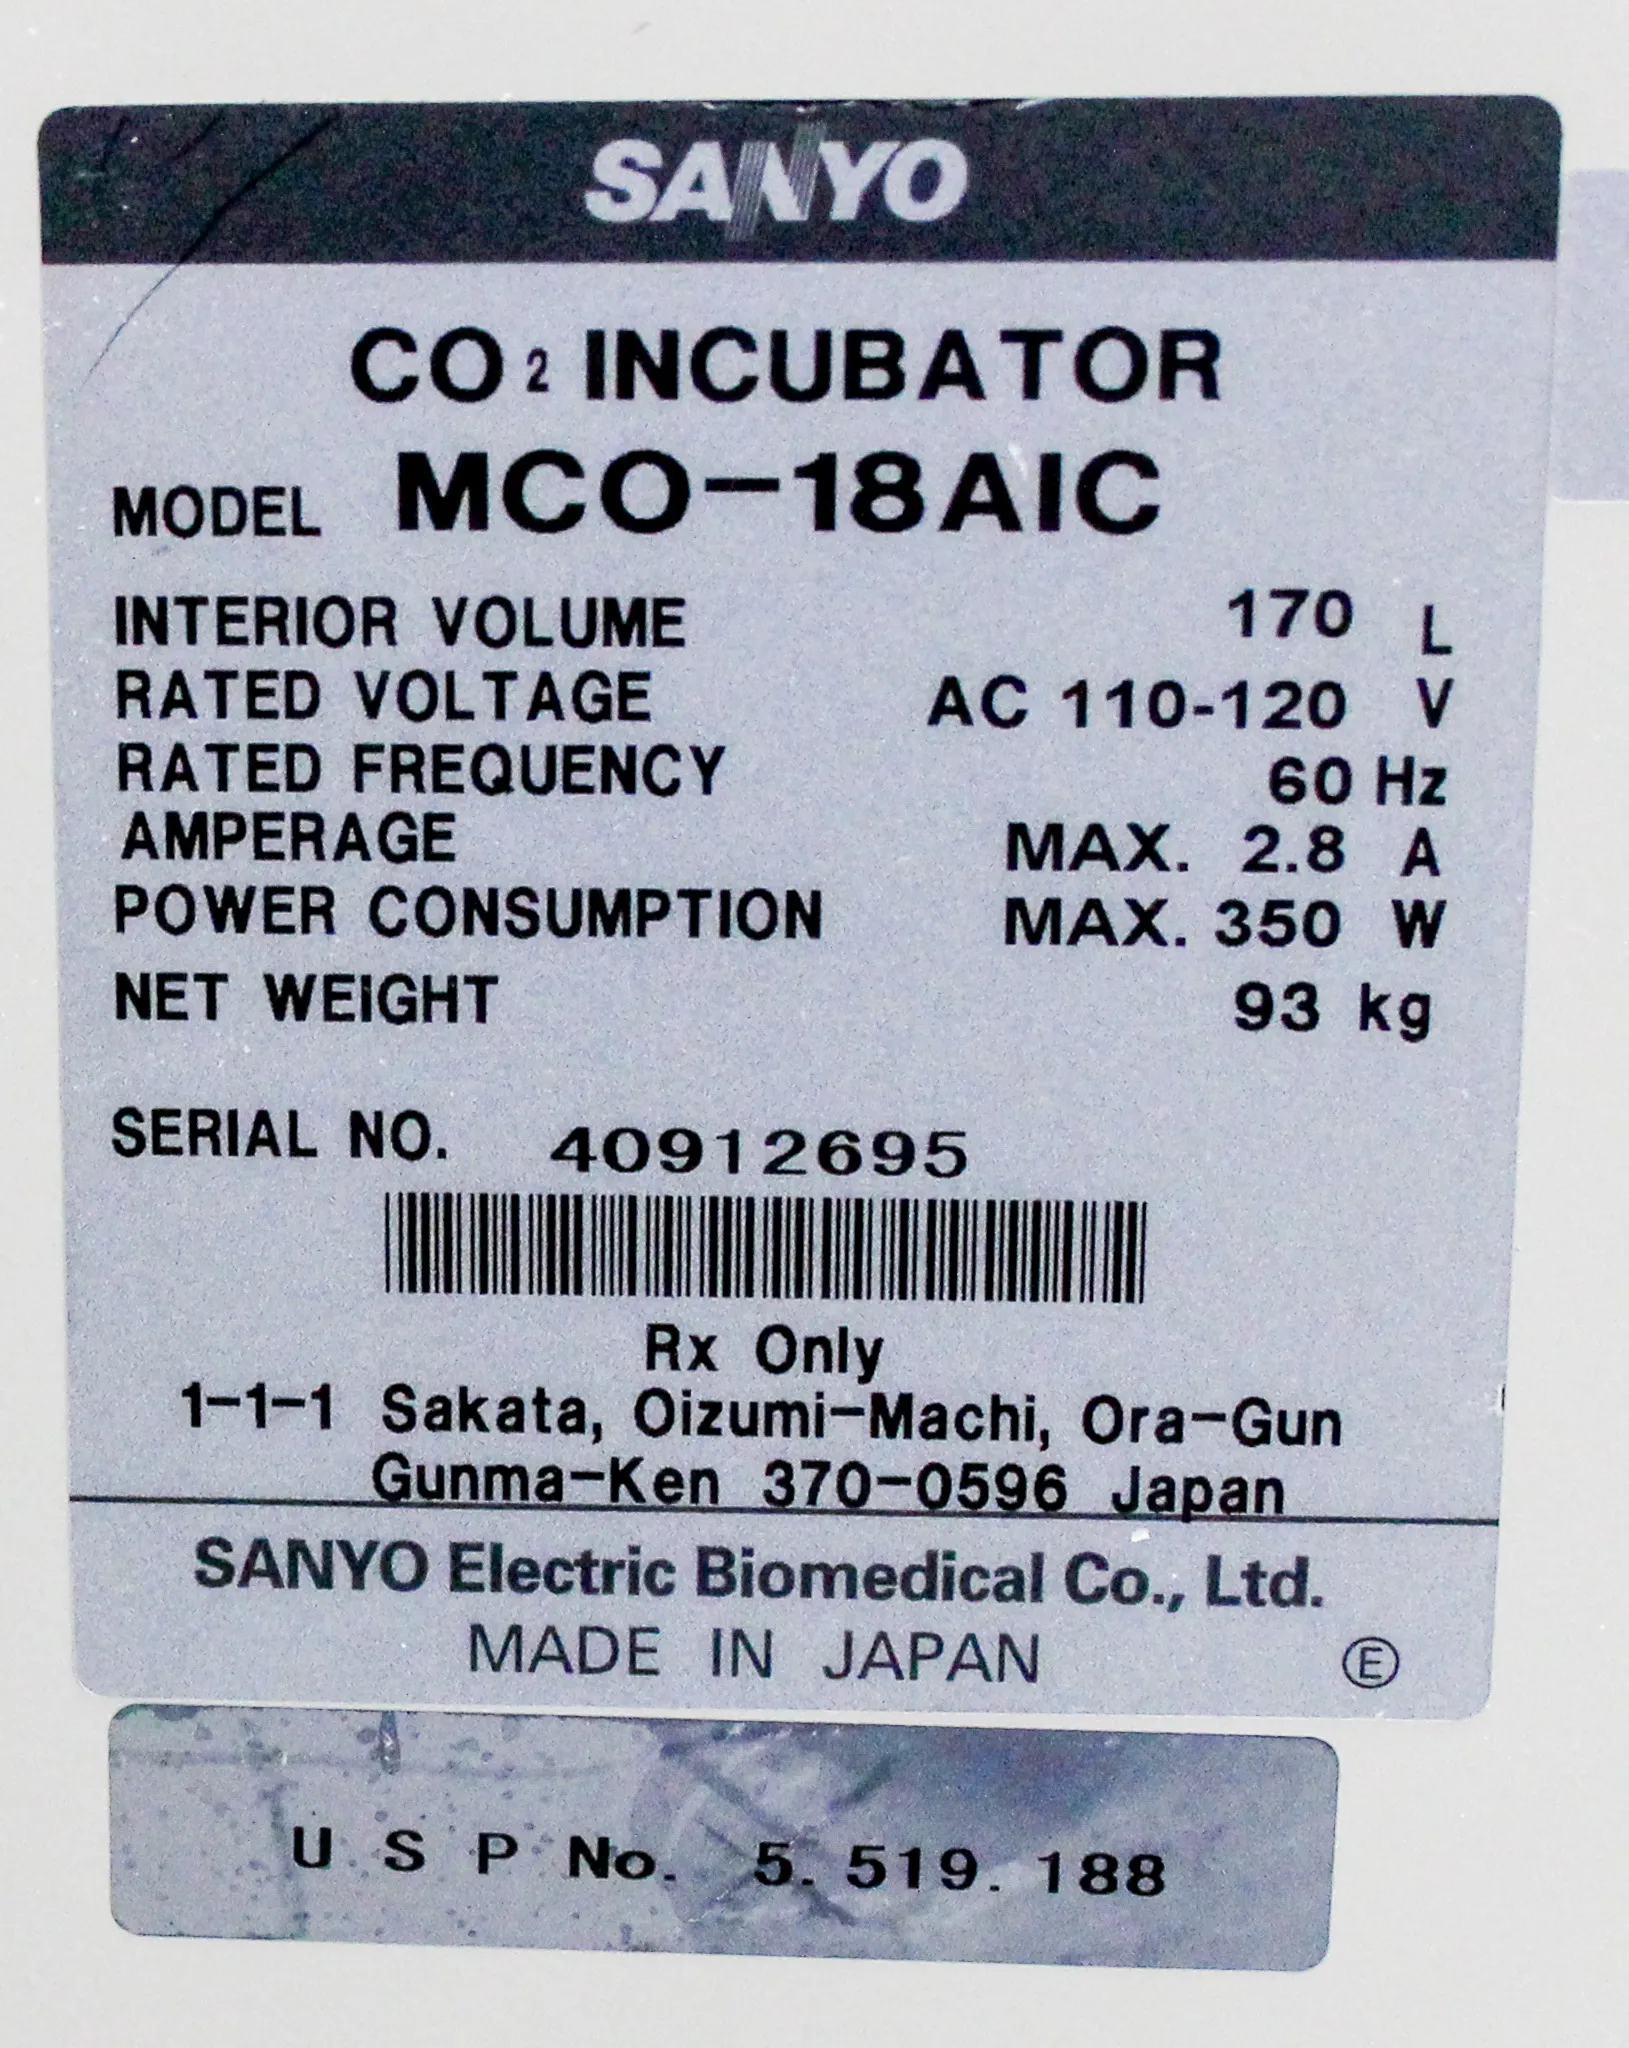 SANYO
CO2 INCUBATOR
MODEL MCO-18AIC
INTERIOR VOLUME 170 L
RATED VOLTAGE AC 110-120 V
RATED FREQUENCY 60 Hz
AMPERAGE MAX. 2.8 A
POWER CONSUMPTION MAX. 350 W
NET WEIGHT 93 kg
SERIAL NO. 40912695
Rx Only
1-1-1 Sakata, Oizumi-Machi, Ora-Gun
Gunma-Ken 370-0596 Japan
SANYO Electric Biomedical Co., Ltd.
MADE IN JAPAN Ⓔ
U S P No. 5. 519. 188